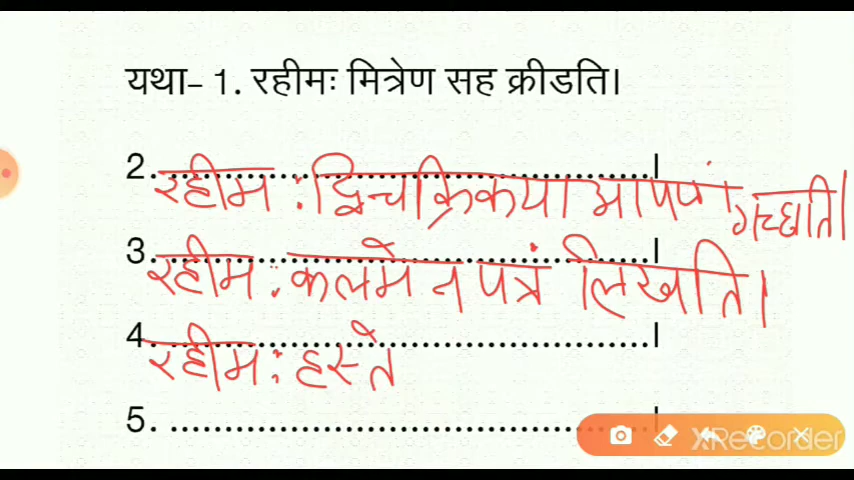 यथा– 1. रहीमः मित्रेण सह क्रीडति।
2. रहीम : द्विचक्रिकया आपणं गच्छति।
3. रहीम : कलमेन पत्रं लिखति।
4. रहीम : हस्ते
5. ..........................................।
XRecorder